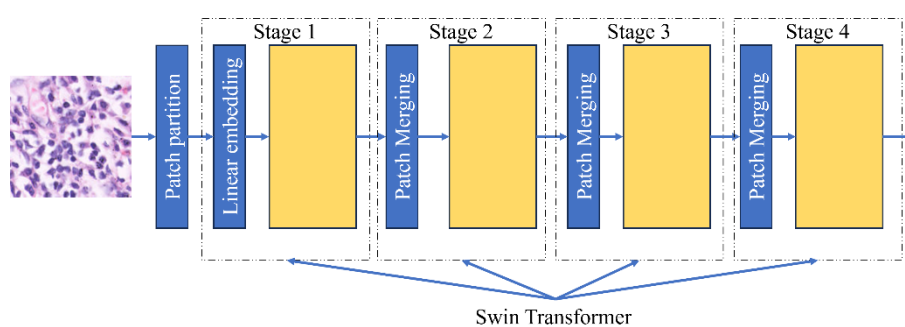 Stage 1
Stage 2
Stage 3
Stage 4
Patch partition
Linear embedding
Patch Merging
Patch Merging
Patch Merging
Swin Transformer